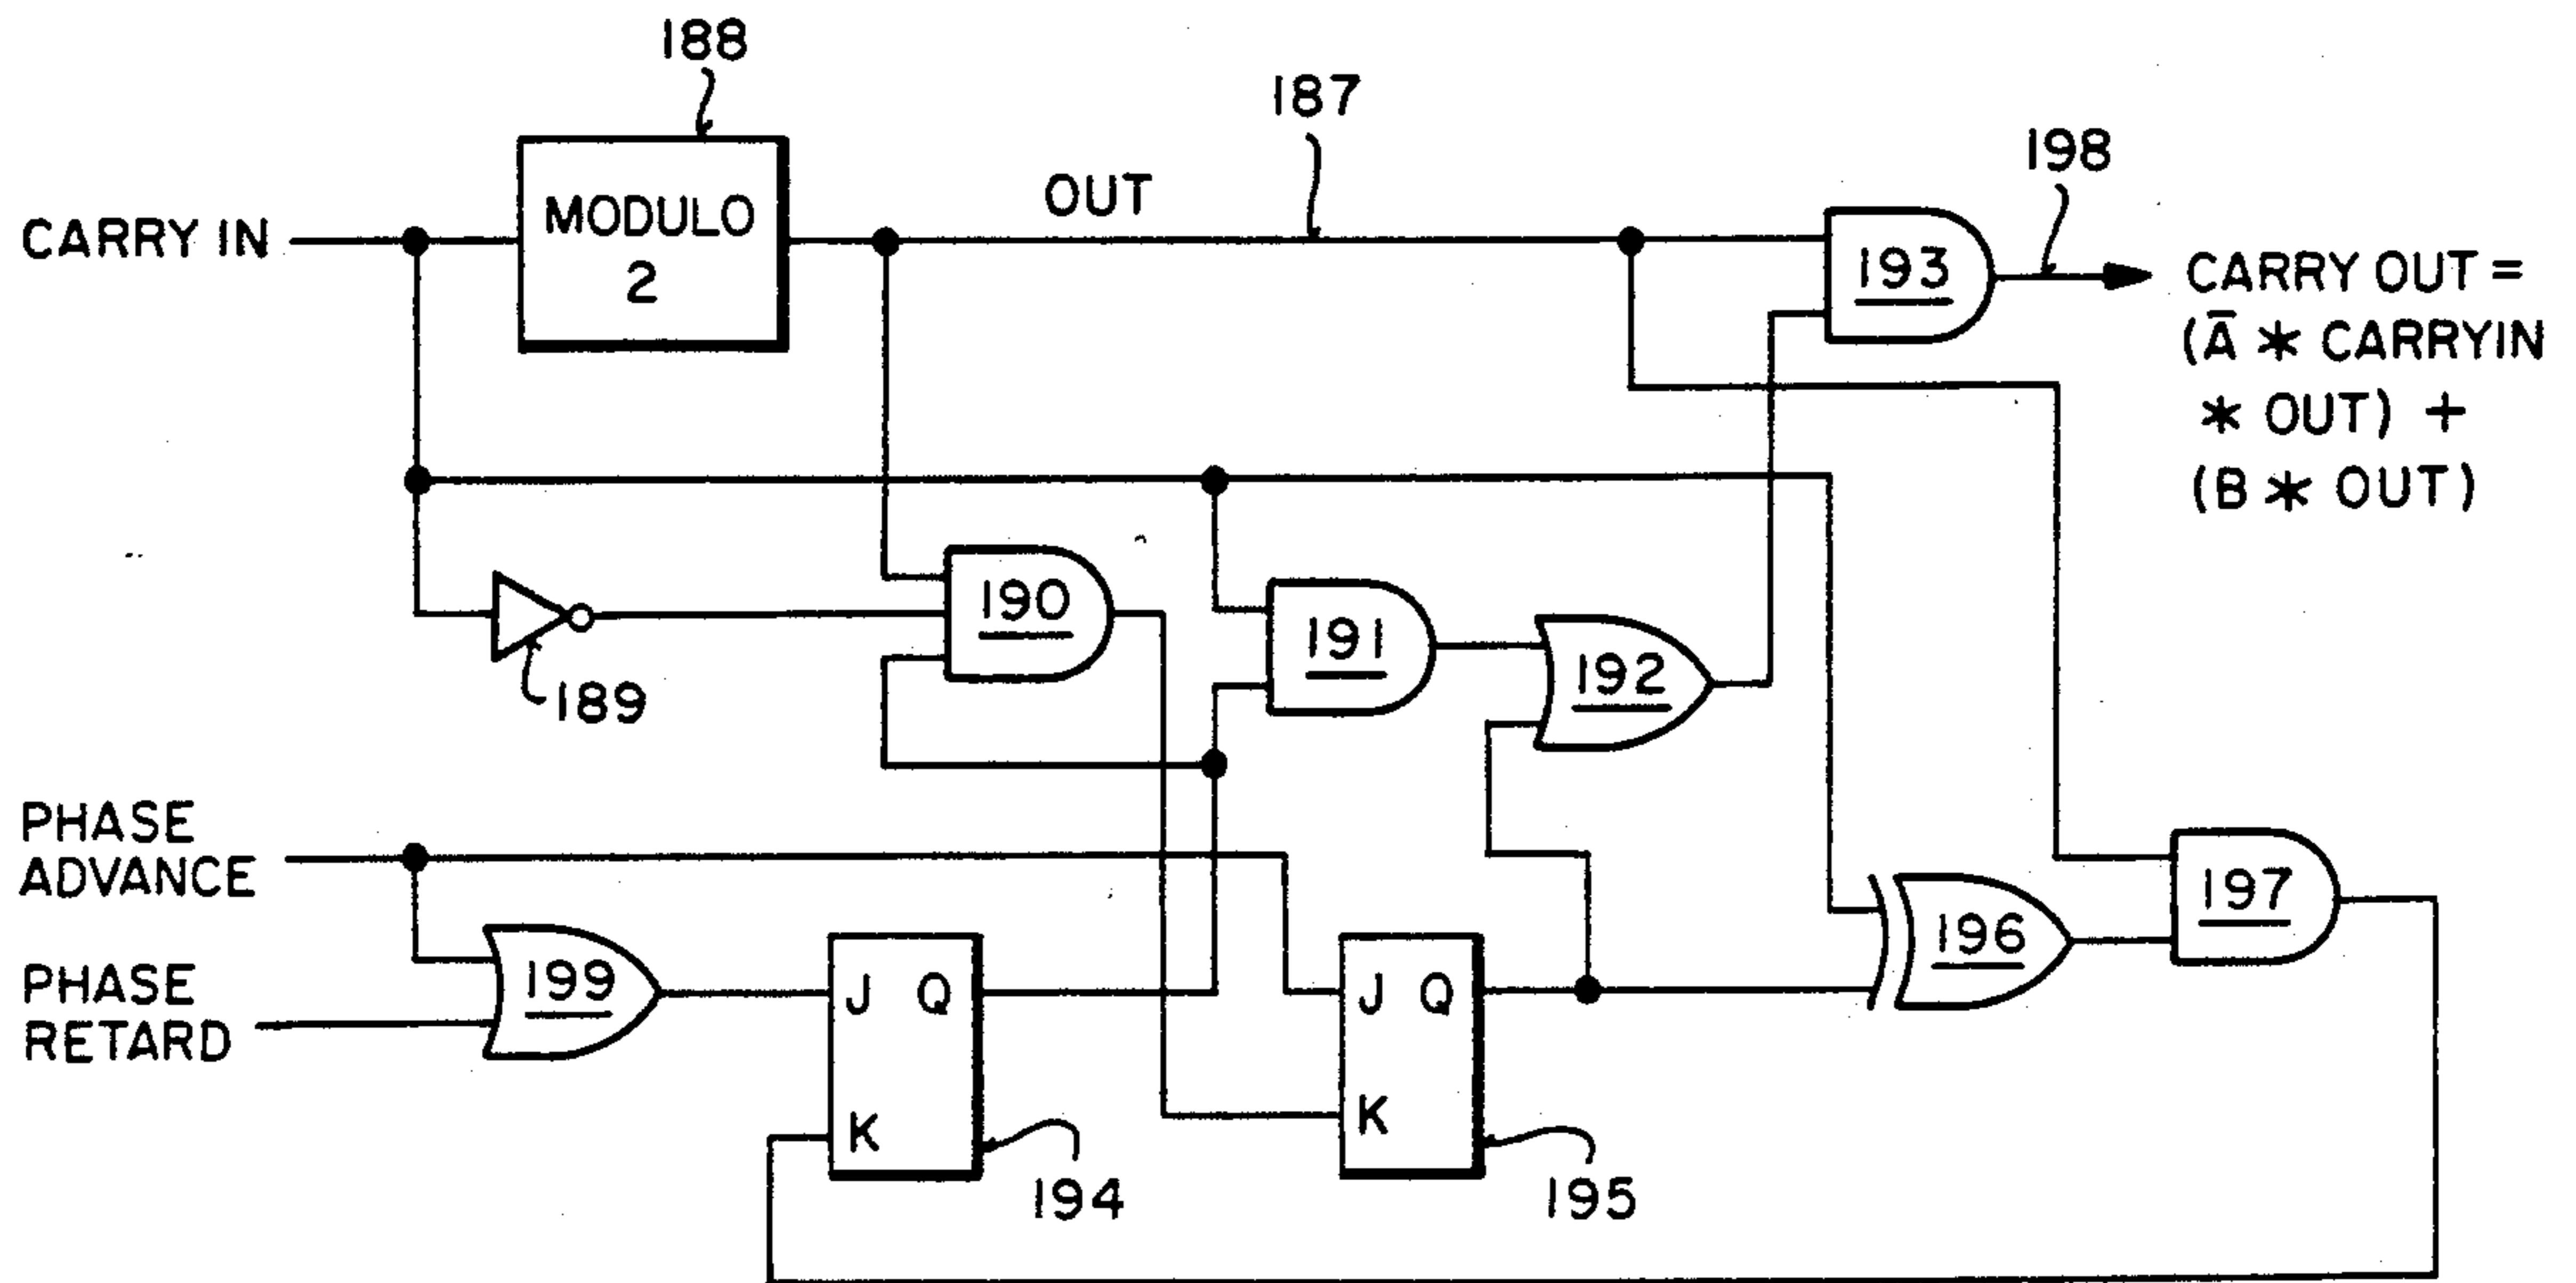 188
187
198
OUT
CARRY IN
MODULO
2
193
CARRY OUT =
(A̅ * CARRYIN
* OUT) +
(B * OUT)
190
191
192
189
PHASE
ADVANCE
197
196
PHASE
RETARD
199
J Q
K
194
J Q
K
195